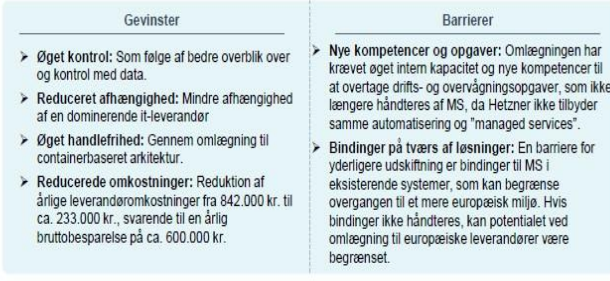 Gevinster
➤ Øget kontrol: Som følge af bedre overblik over
og kontrol med data.
➤ Reduceret afhængighed: Mindre afhængighed
af en dominerende it-leverandør
➤ Øget handlefrihed: Gennem omlægning til
containerbaseret arkitektur.
➤ Reducerede omkostninger: Reduktion af
årlige leverandøromkostninger fra 842.000 kr. til
ca. 233.000 kr., svarende til en årlig
bruttobesparelse på ca. 600.000 kr.
Barrierer
➤ Nye kompetencer og opgaver: Omlægningen har
krævet øget intern kapacitet og nye kompetencer til
at overtage drifts- og overvågningsopgaver, som ikke
længere håndteres af MS, da Hetzner ikke tilbyder
samme automatisering og ”managed services”.
➤ Bindinger på tværs af løsninger: En barriere for
yderligere udskiftning er bindinger til MS i
eksisterende systemer, som kan begrænse
overgangen til et mere europæisk miljø. Hvis
bindinger ikke håndteres, kan potentialet ved
omlægning til europæiske leverandører være
begrænset.